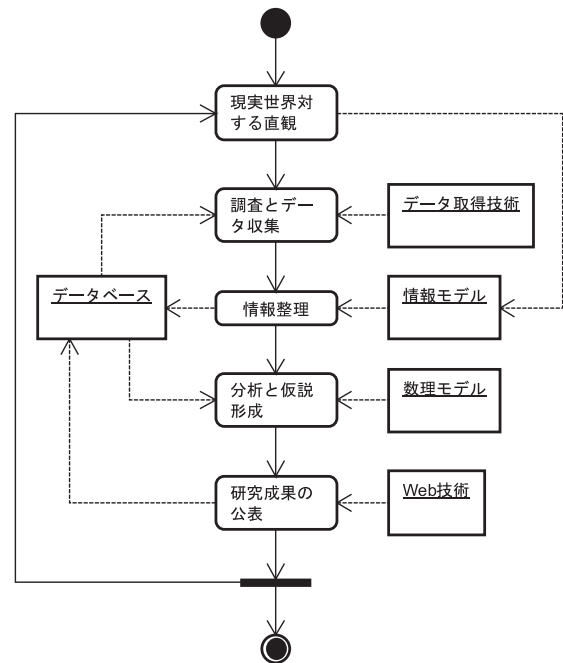 現実世界対
する直観
調査とデー
タ収集
データ取得技術
データベース
情報整理
情報モデル
分析と仮説
形成
数理モデル
研究成果の
公表
Web技術